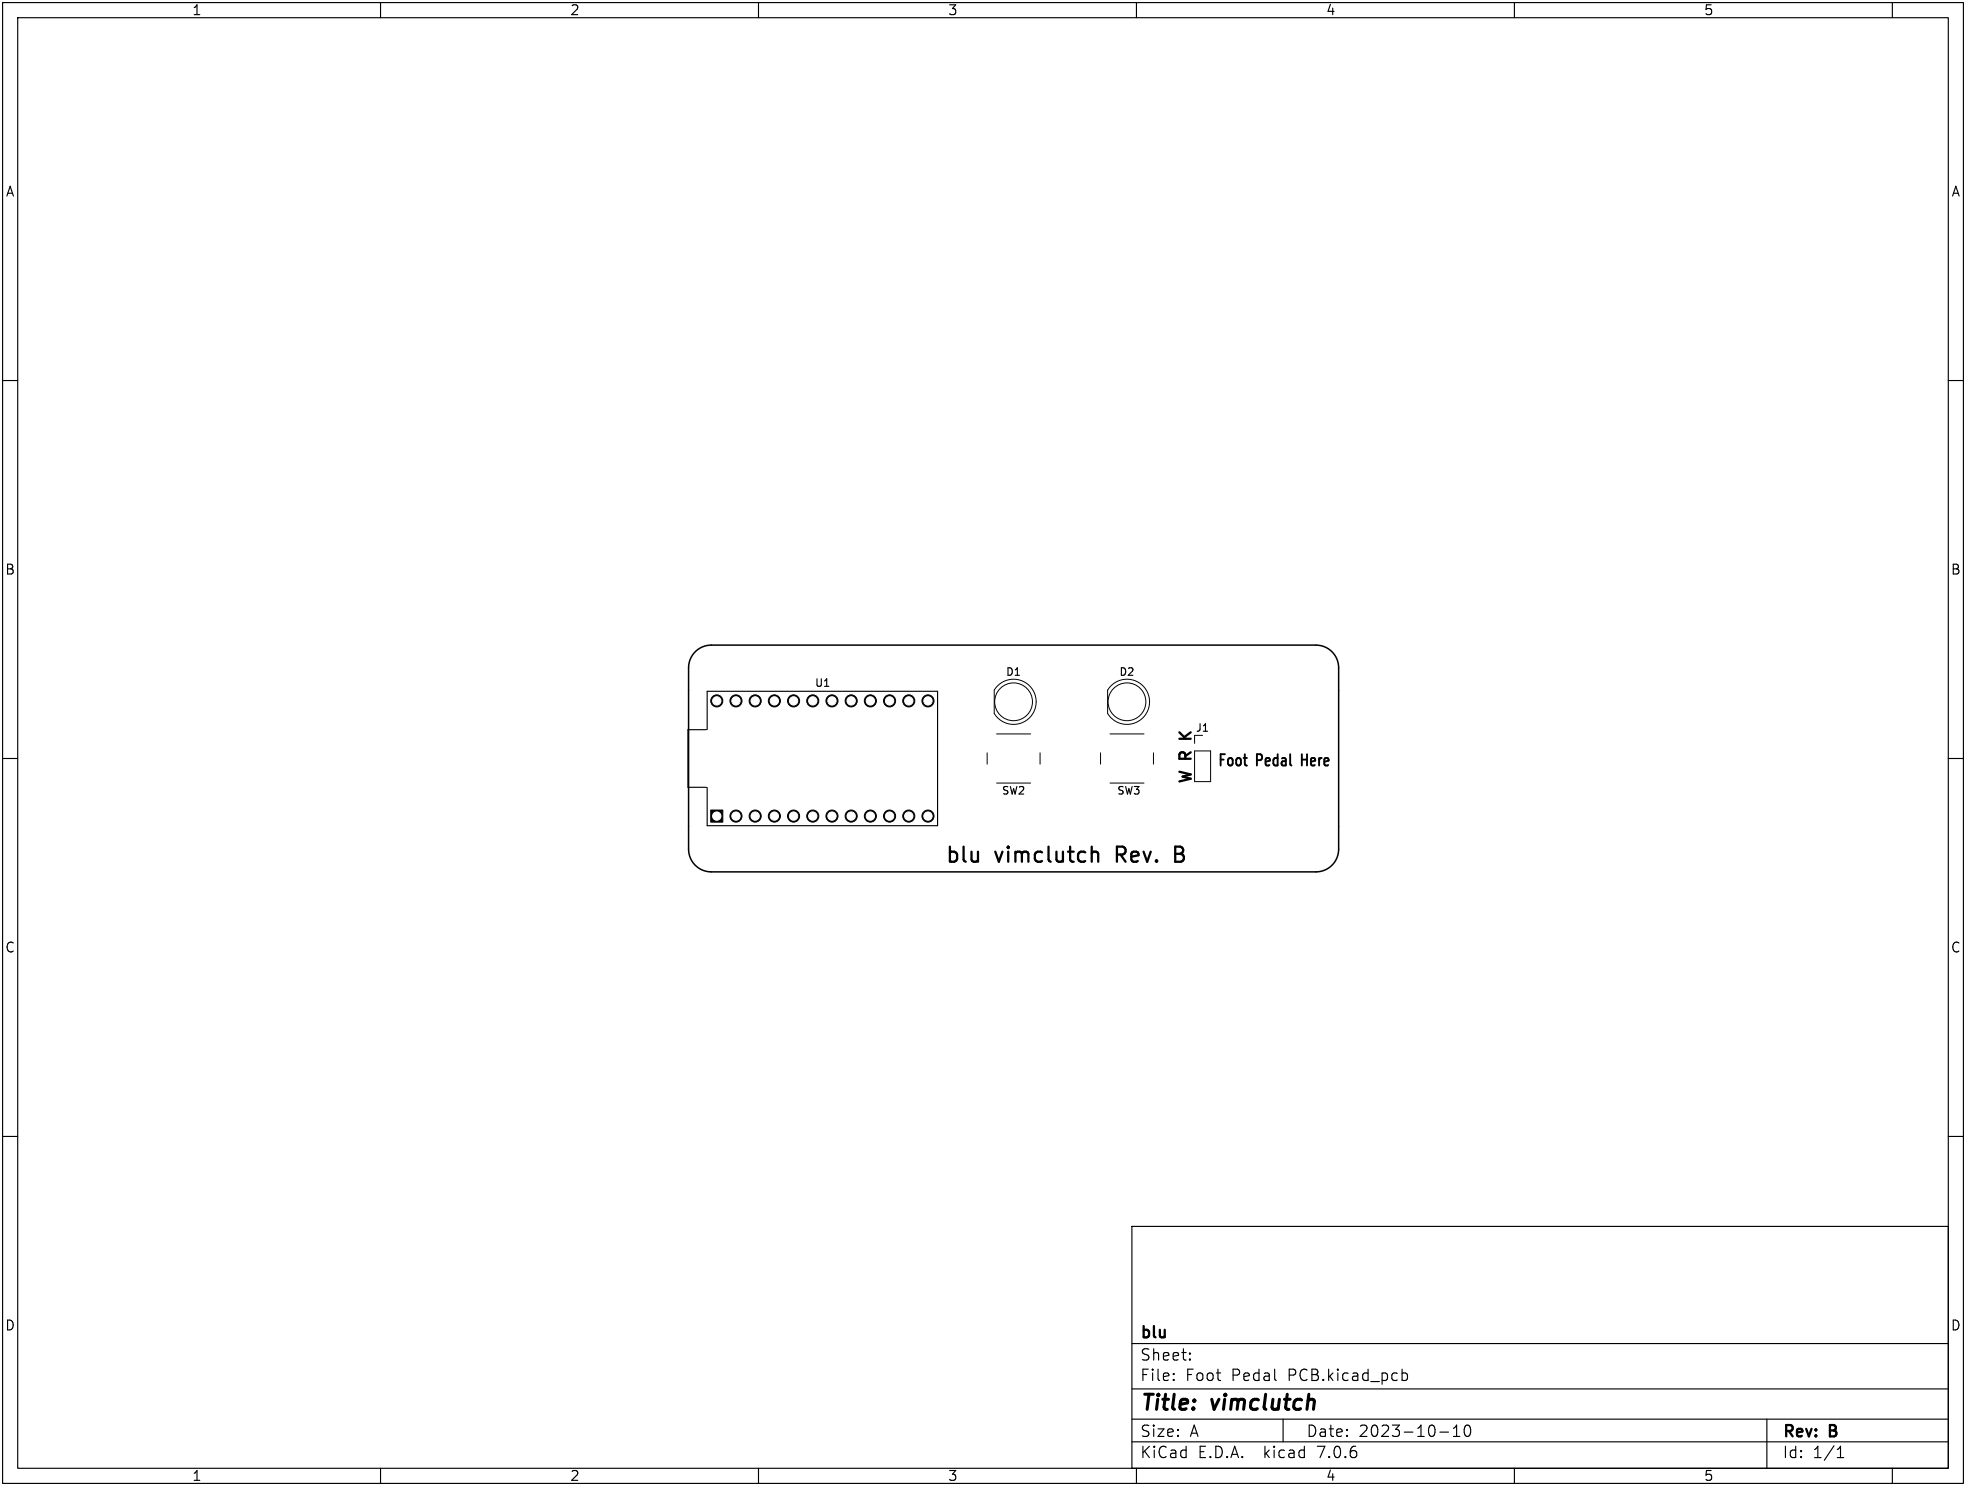 1 2 3 4 5
A A
B B
D1 D2
U1
J1
K
R
W
Foot Pedal Here
SW2 SW3
blu vimclutch Rev. B
C C
D D
blu
Sheet:
File: Foot Pedal PCB.kicad_pcb
Title: vimclutch
Size: A Date: 2023-10-10 Rev: B
KiCad E.D.A. kicad 7.0.6 Id: 1/1
1 2 3 4 5